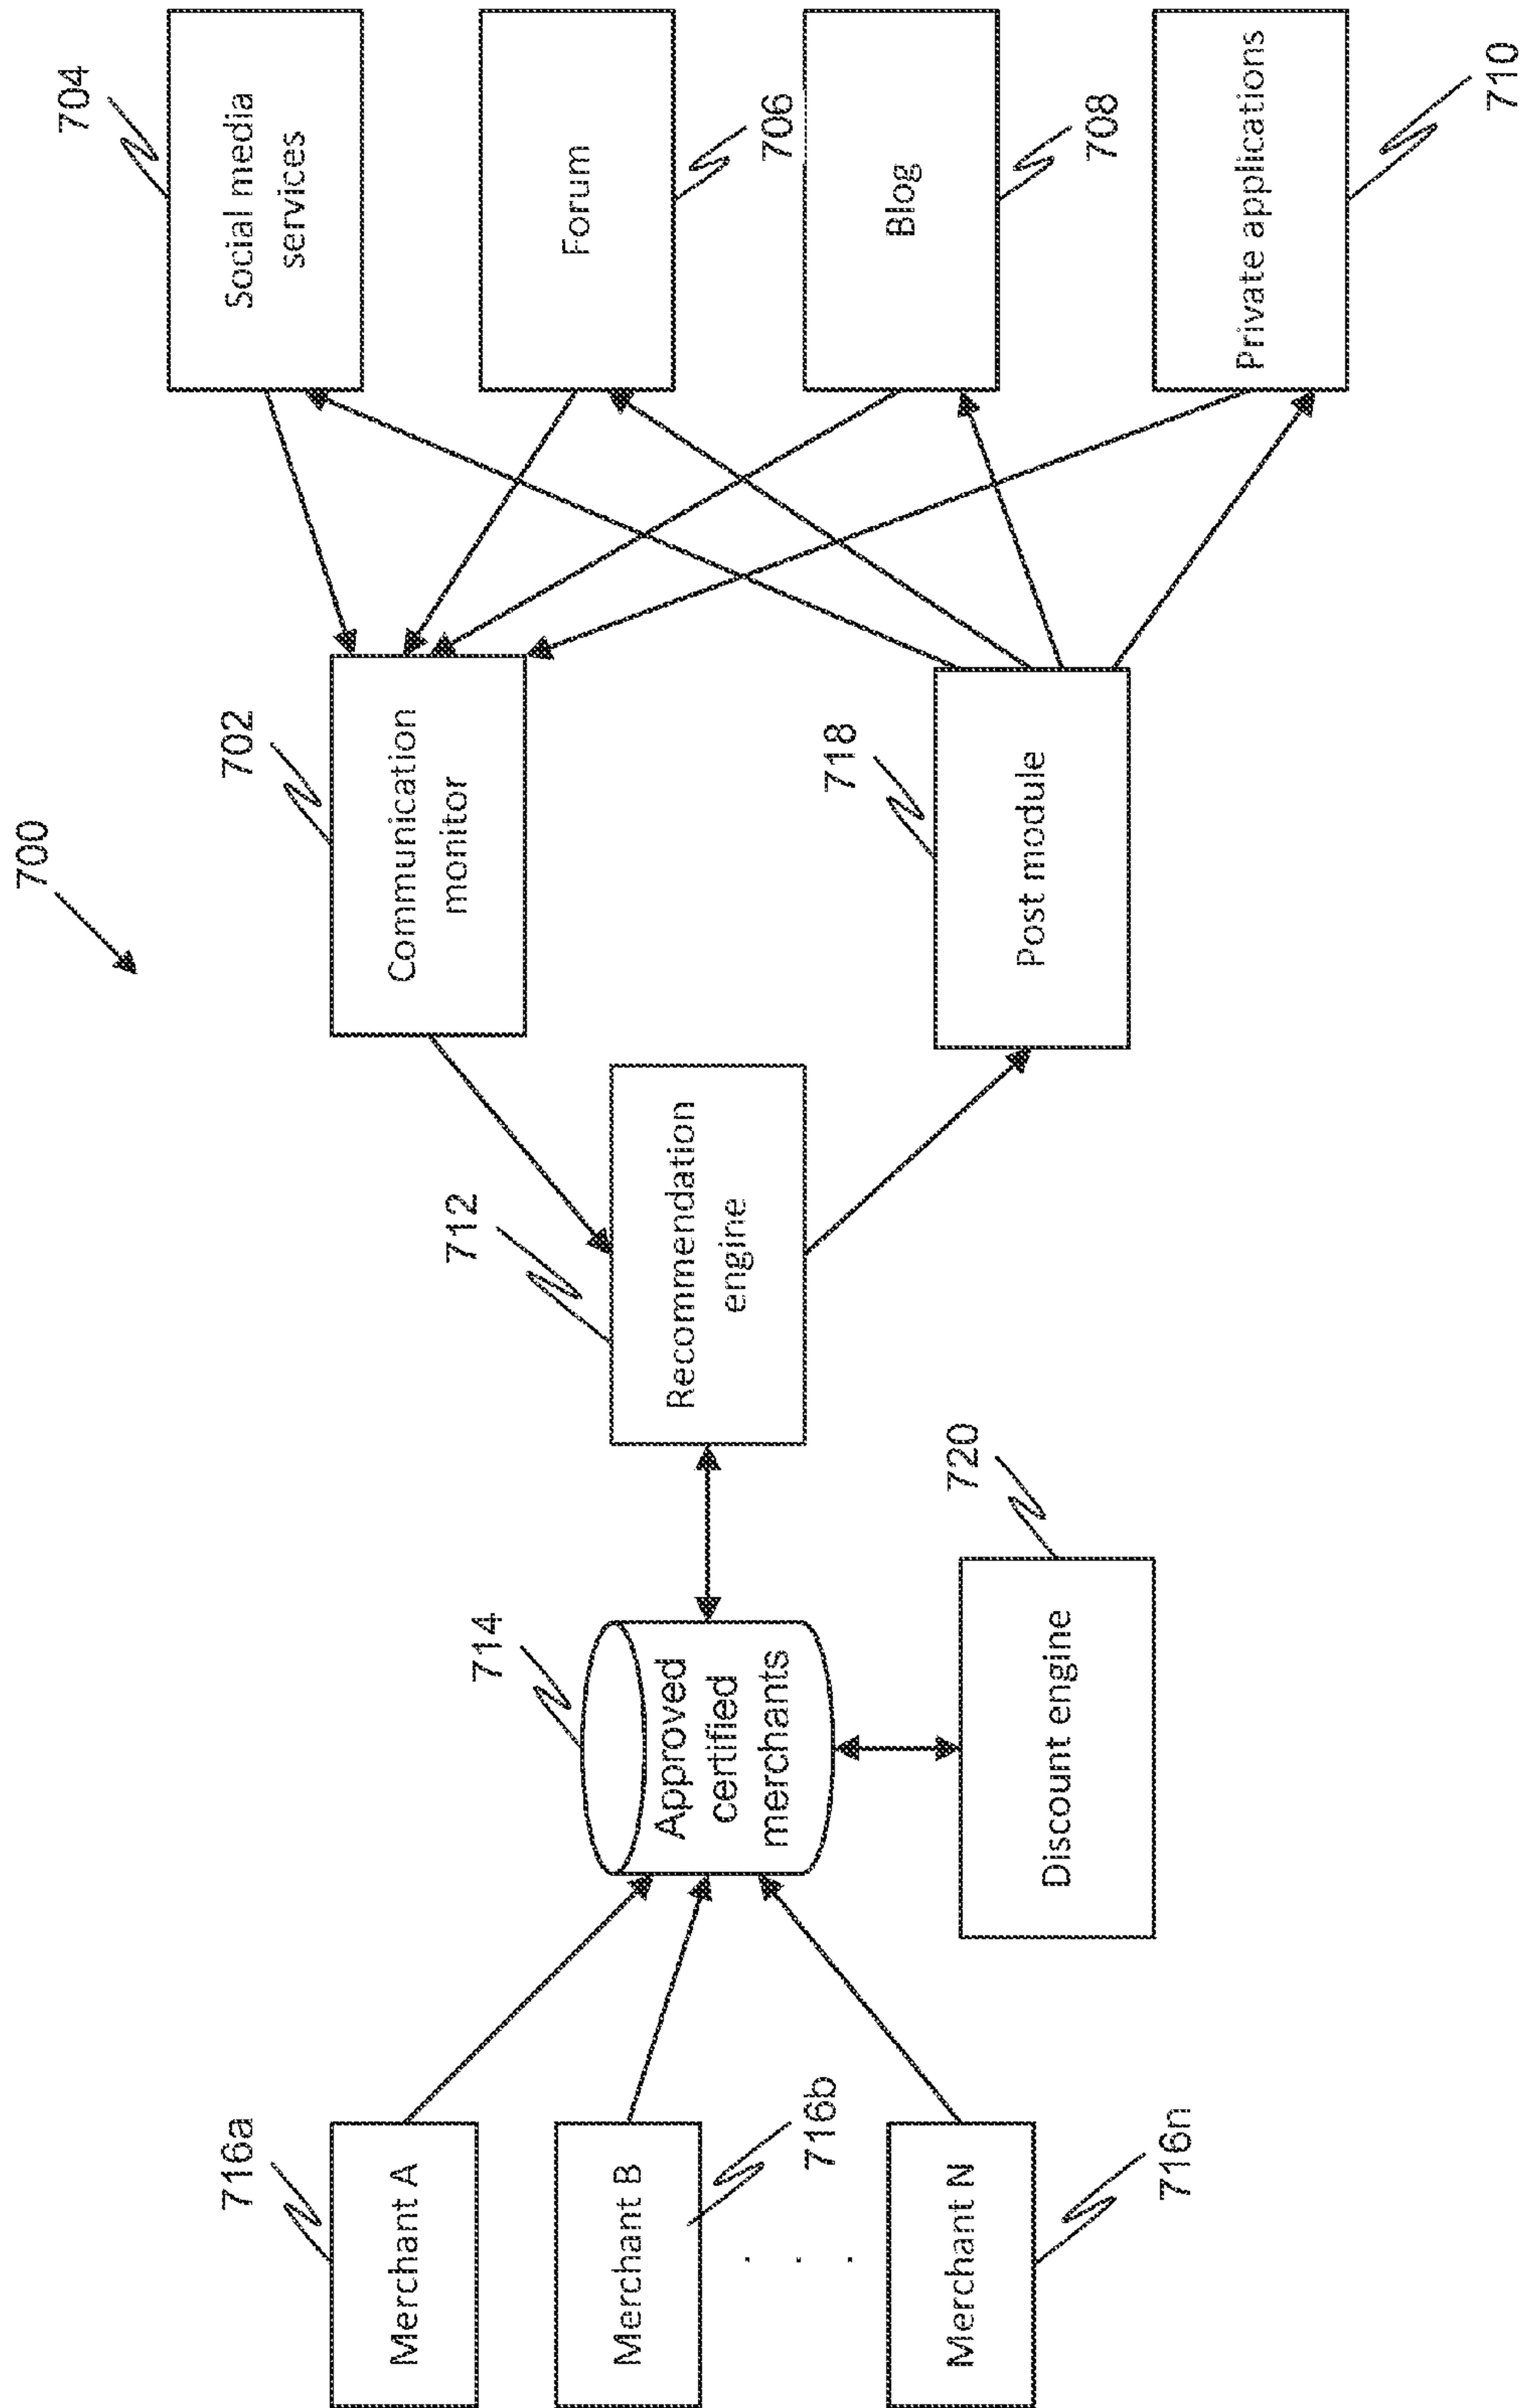 700
704
Social media
services
702
Communication
monitor
Forum
706
712
Recommendation
engine
718
Post module
Blog
708
Private applications
710
716a
Merchant A
714
Approved
certified
merchants
Merchant B
716b
.
.
.
720
Discount engine
Merchant N
716n